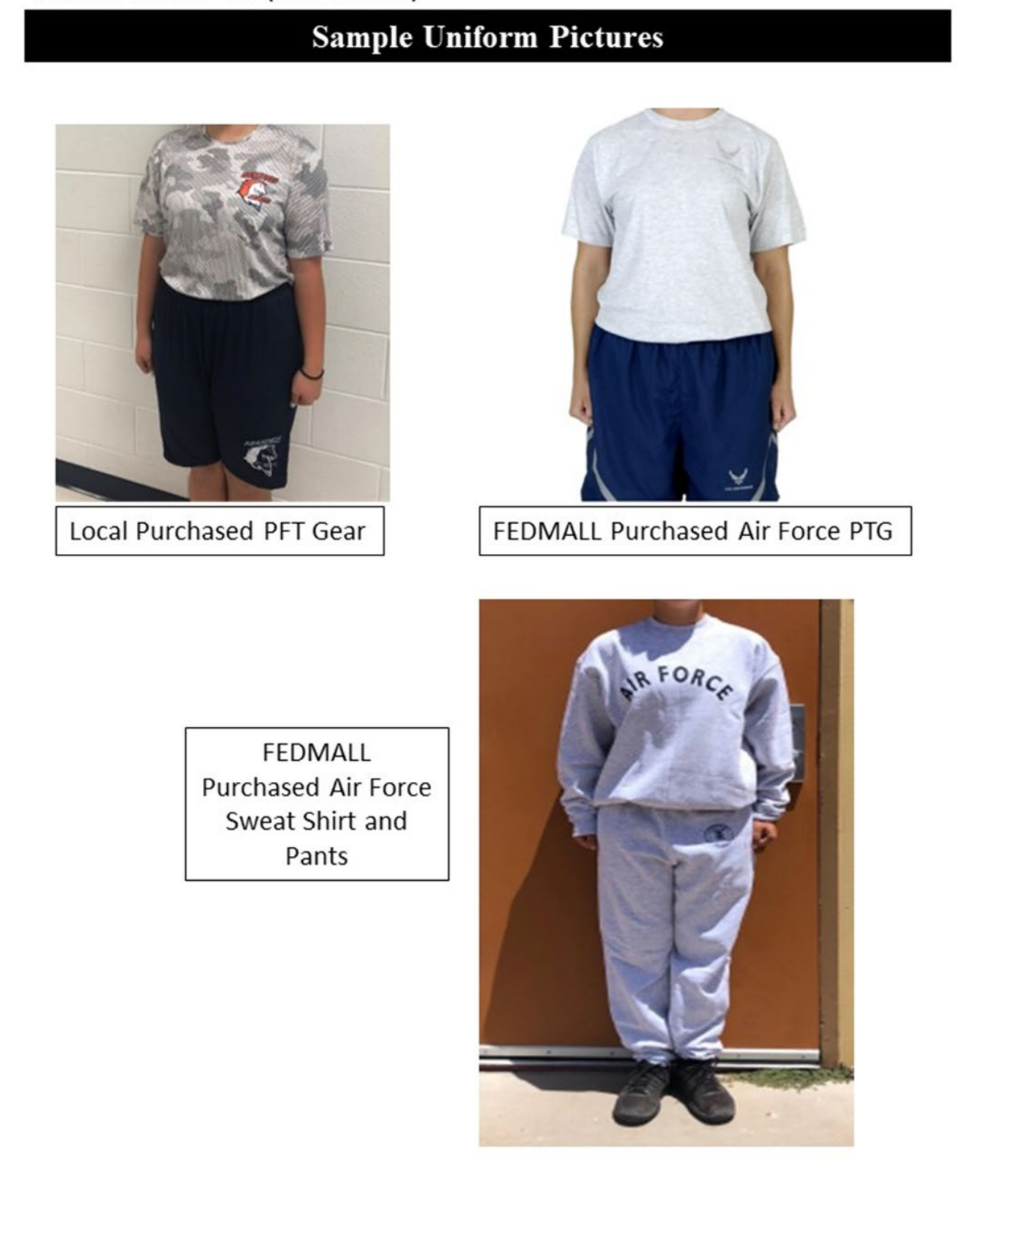 Sample Uniform Pictures
Local Purchased PFT Gear
FEDMALL Purchased Air Force PTG
AIR FORCE
FEDMALL
Purchased Air Force
Sweat Shirt and
Pants